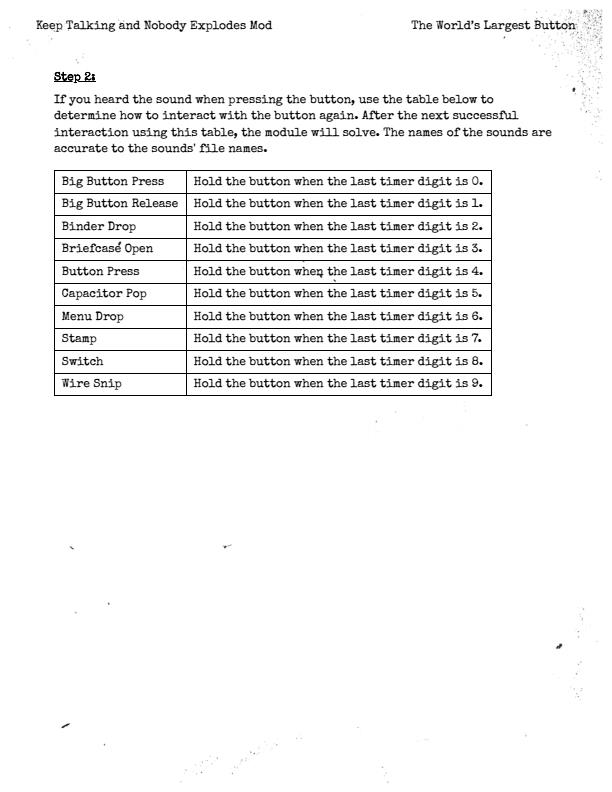 Keep Talking and Nobody Explodes Mod The World's Largest Button
Step 2:
If you heard the sound when pressing the button, use the table below to
determine how to interact with the button again. After the next successful
interaction using this table, the module will solve. The names of the sounds are
accurate to the sounds' file names.
Big Button Press Hold the button when the last timer digit is 0.
Big Button Release Hold the button when the last timer digit is 1.
Binder Drop Hold the button when the last timer digit is 2.
Briefcase Open Hold the button when the last timer digit is 3.
Button Press Hold the button when the last timer digit is 4.
Capacitor Pop Hold the button when the last timer digit is 5.
Menu Drop Hold the button when the last timer digit is 6.
Stamp Hold the button when the last timer digit is 7.
Switch Hold the button when the last timer digit is 8.
Wire Snip Hold the button when the last timer digit is 9.